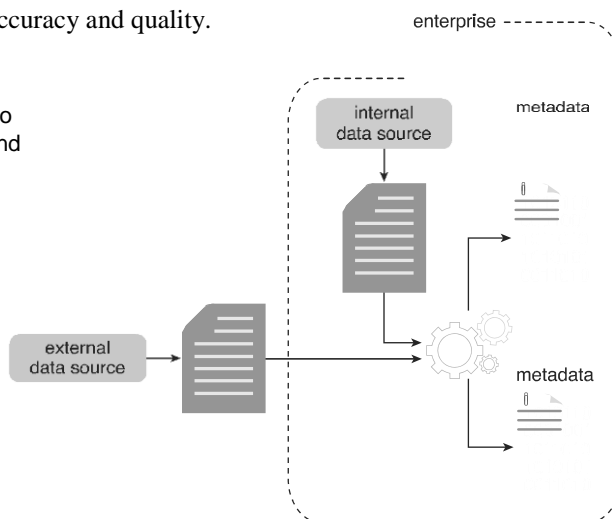 ccuracy and quality.
enterprise
o
nd
internal
data source
metadata
external
data source
metadata